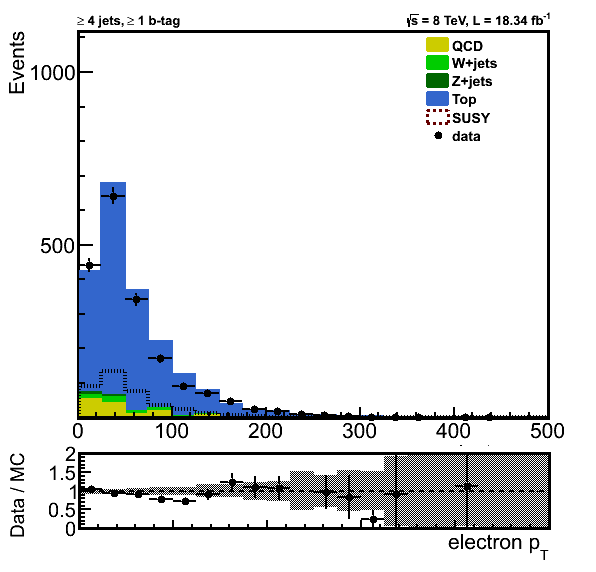 ≥ 4 jets, ≥ 1 b-tag
√s = 8 TeV, L = 18.34 fb⁻¹
Events
1000
500
QCD
W+jets
Z+jets
Top
SUSY
data
0 100 200 300 400 500
Data / MC
2
1.5
1
0.5
0
electron p_T